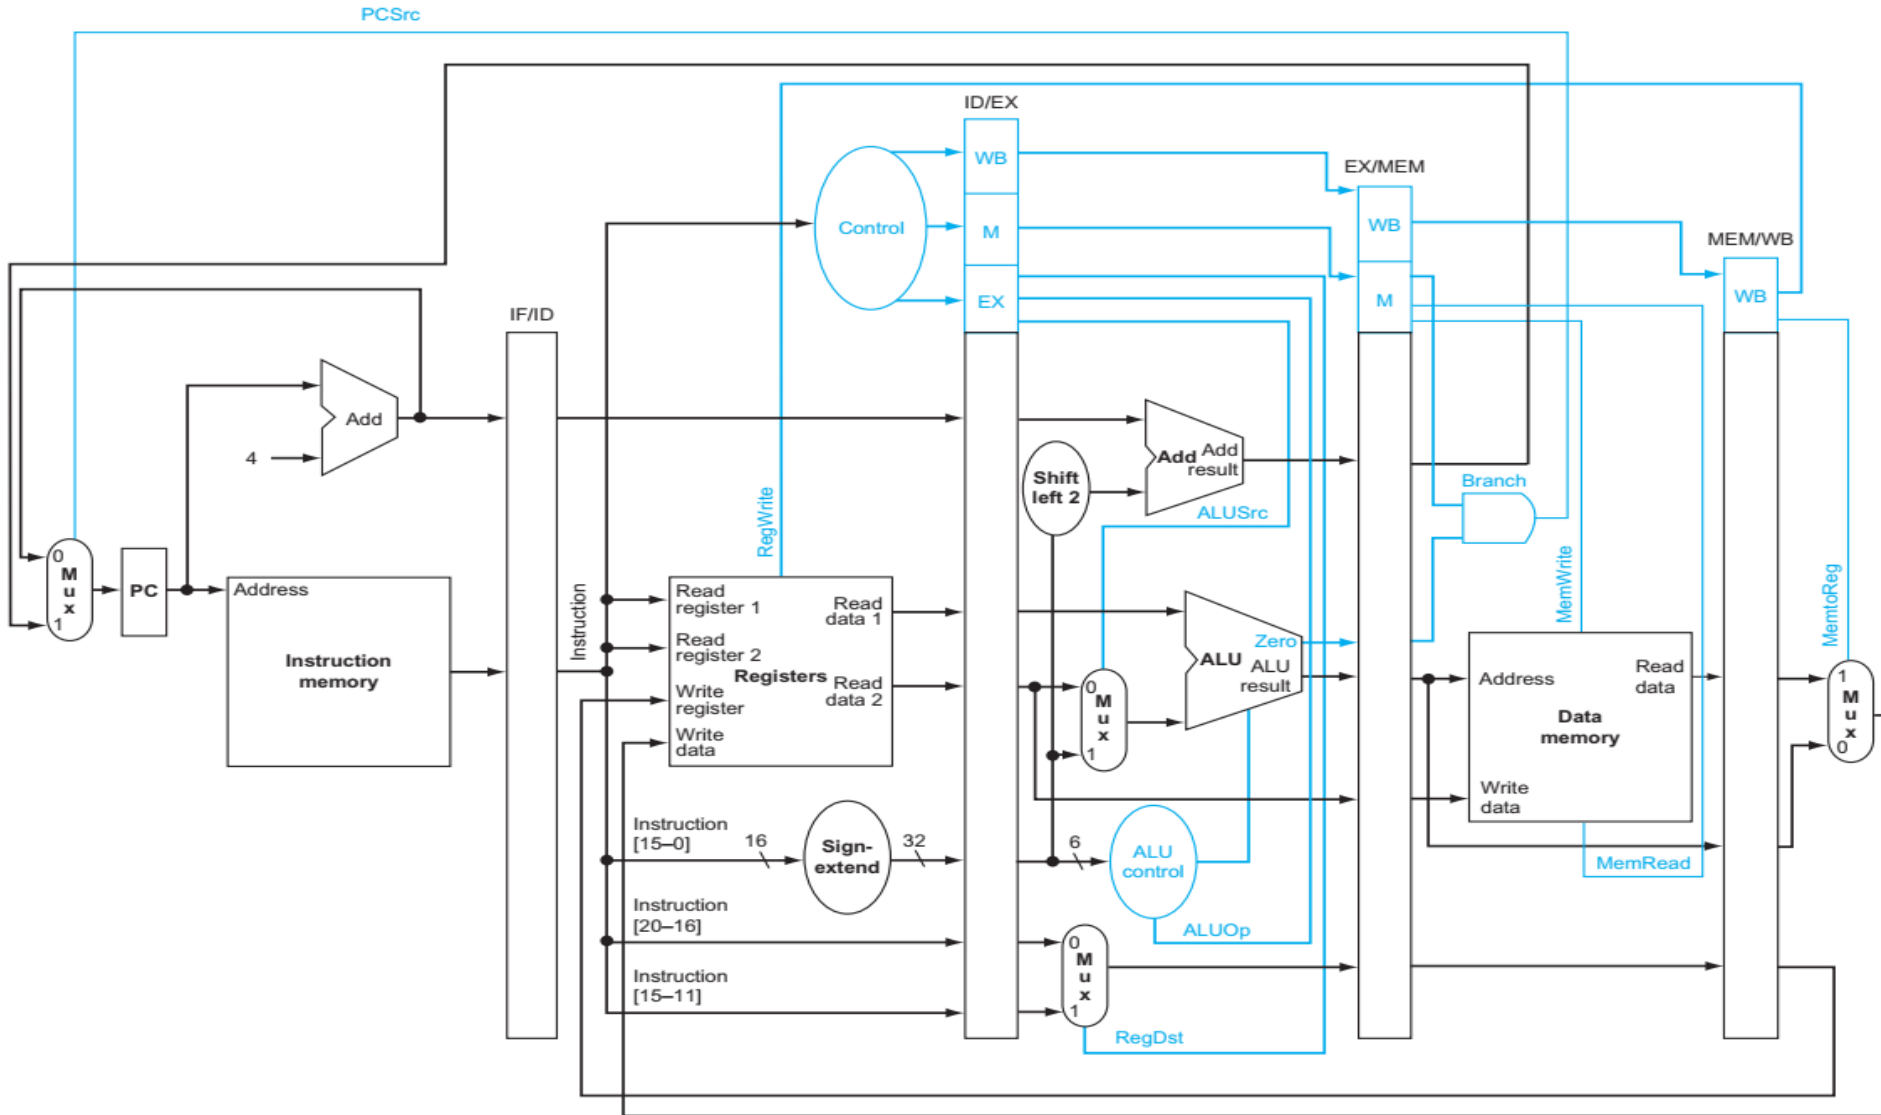 PCSrc
ID/EX
WB
Control
M
EX
EX/MEM
WB
M
MEM/WB
WB
IF/ID
Add
4
Add
Add
result
Shift
left 2
ALUSrc
Branch
RegWrite
MemWrite
MemtoReg
0
M
u
x
1
PC
Address
Instruction
memory
Instruction
Read
register 1
Read
register 2
Write
register
Write
data
Registers
Read
data 1
Read
data 2
0
M
u
x
1
Zero
ALU
ALU
result
Address
Read
data
Data
memory
Write
data
MemRead
1
M
u
x
0
Instruction
[15–0]
16
Sign-
extend
32
6
ALU
control
ALUOp
Instruction
[20–16]
Instruction
[15–11]
0
M
u
x
1
RegDst